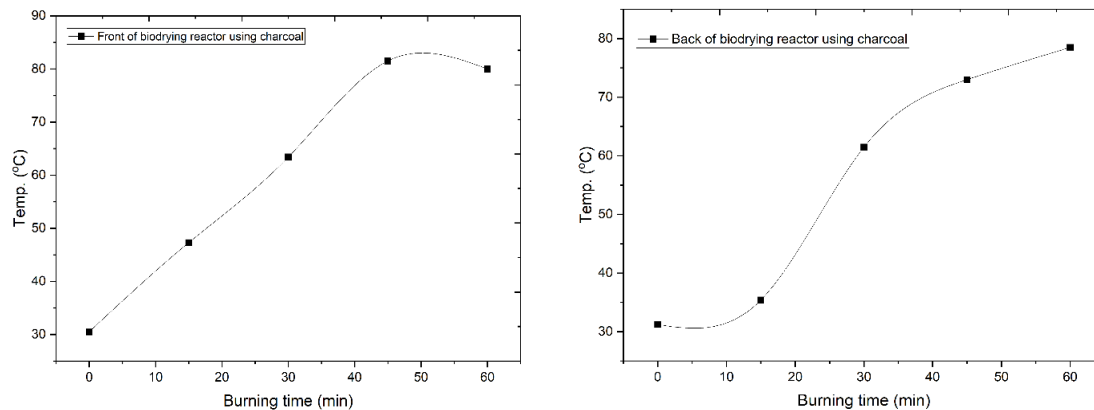 Front of biodrying reactor using charcoal
90
80
70
60
50
40
30
Temp. (°C)
0 10 20 30 40 50 60
Burning time (min)
Back of biodrying reactor using charcoal
80
70
60
50
40
30
Temp. (°C)
0 10 20 30 40 50 60
Burning time (min)